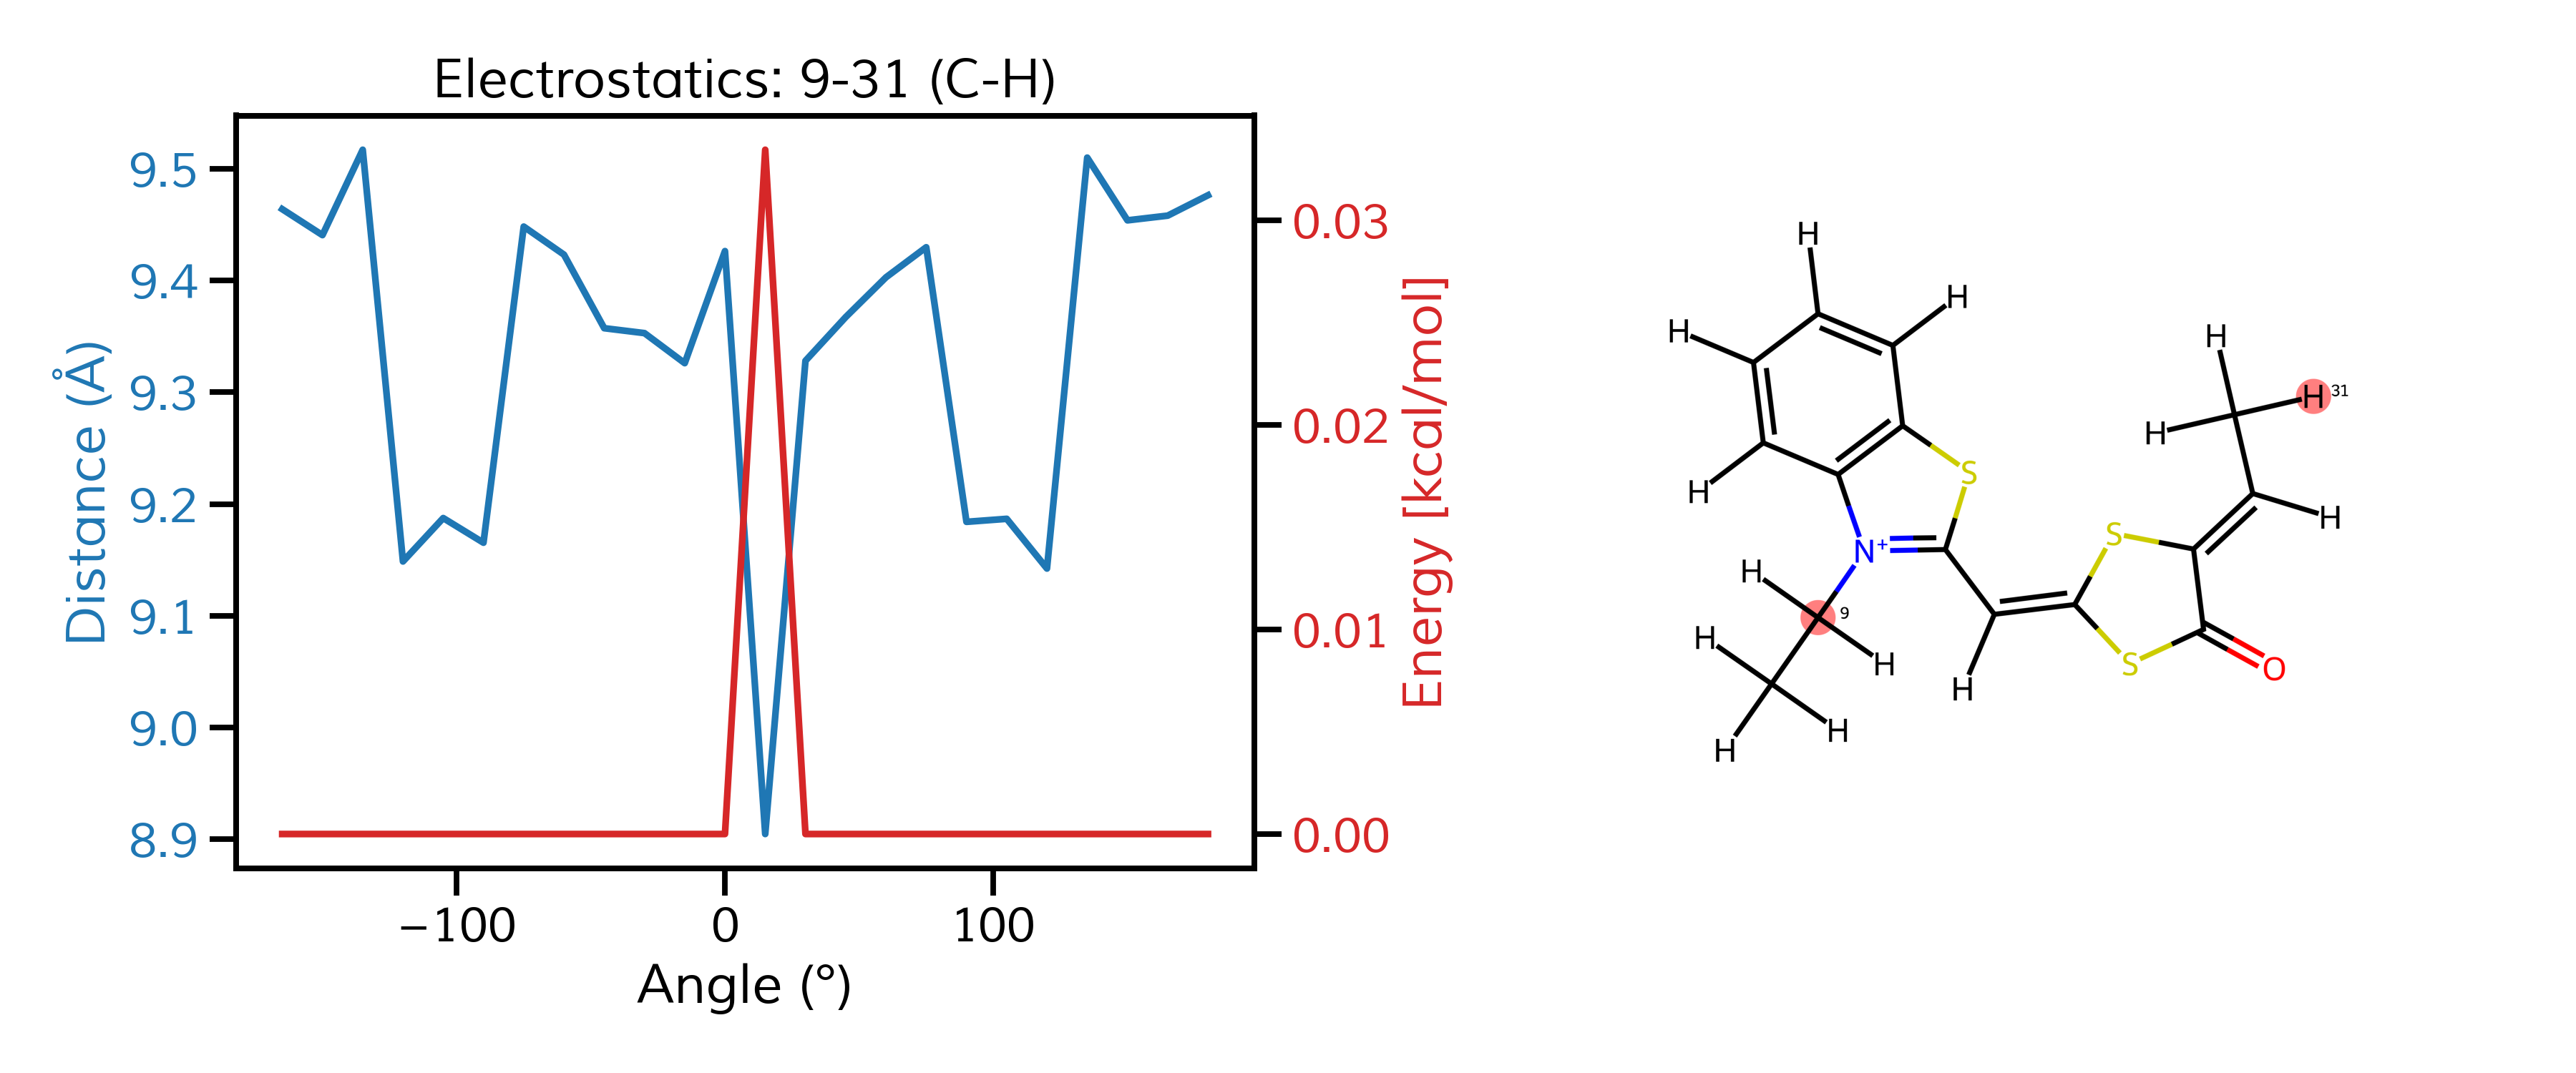 Electrostatics: 9-31 (C-H)
Distance (Å)
9.5
9.4
9.3
9.2
9.1
9.0
8.9
−100
0
100
Angle (°)
0.03
0.02
0.01
0.00
Energy [kcal/mol]
H
H
H
H
H
H 31
H
S
H
S
N+
H
9
H
H
H
S
O
H
H
H